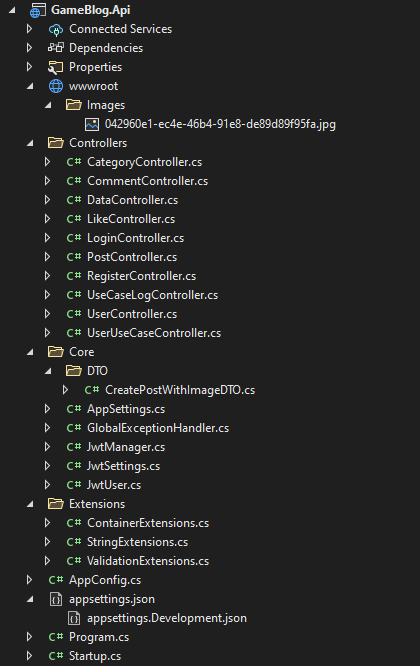 GameBlog.Api
Connected Services
Dependencies
Properties
wwwroot
Images
042960e1-ec4e-46b4-91e8-de89d89f95fa.jpg
Controllers
C# CategoryController.cs
C# CommentController.cs
C# DataController.cs
C# LikeController.cs
C# LoginController.cs
C# PostController.cs
C# RegisterController.cs
C# UseCaseLogController.cs
C# UserController.cs
C# UserUseCaseController.cs
Core
DTO
C# CreatePostWithImageDTO.cs
C# AppSettings.cs
C# GlobalExceptionHandler.cs
C# JwtManager.cs
C# JwtSettings.cs
C# JwtUser.cs
Extensions
C# ContainerExtensions.cs
C# StringExtensions.cs
C# ValidationExtensions.cs
C# AppConfig.cs
appsettings.json
appsettings.Development.json
C# Program.cs
C# Startup.cs